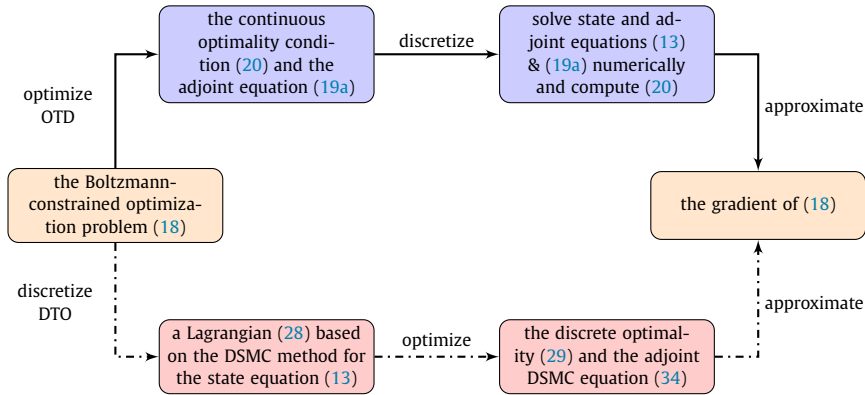 the continuous
optimality condi-
tion (20) and the
adjoint equation (19a)
discretize
solve state and ad-
joint equations (13)
& (19a) numerically
and compute (20)
optimize
OTD
approximate
the Boltzmann-
constrained optimiza-
tion problem (18)
the gradient of (18)
discretize
DTO
approximate
a Lagrangian (28) based
on the DSMC method for
the state equation (13)
optimize
the discrete optimal-
ity (29) and the adjoint
DSMC equation (34)